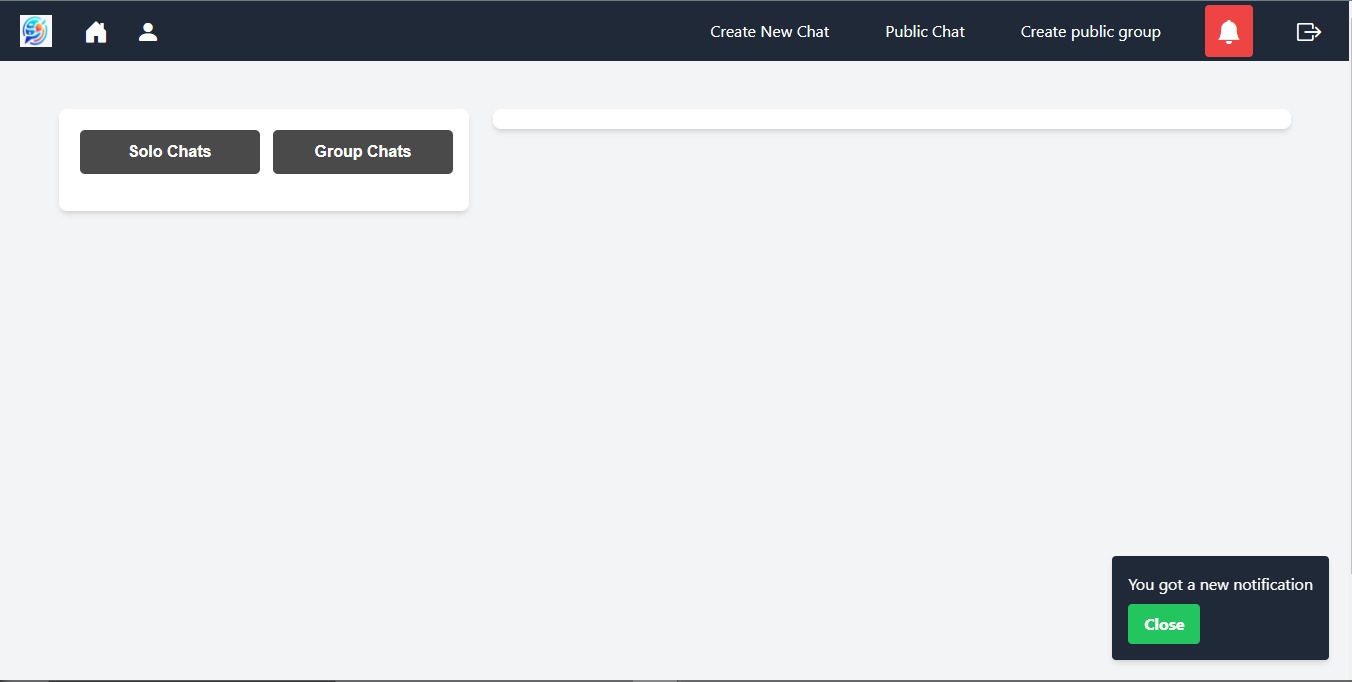 Create New Chat Public Chat Create public group
Solo Chats Group Chats
You got a new notification
Close